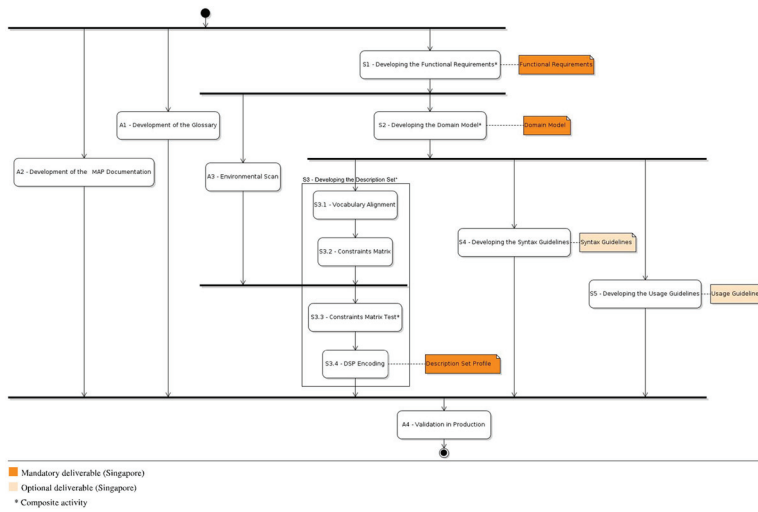 S1 - Developing the Functional Requirements*
Functional Requirements
A1 - Development of the Glossary
S2 - Developing the Domain Model*
Domain Model
A2 - Development of the MAP Documentation
A3 - Environmental Scan
S3 - Developing the Description Set*
S3.1 - Vocabulary Alignment
S3.2 - Constraints Matrix
S4 - Developing the Syntax Guidelines
Syntax Guidelines
S5 - Developing the Usage Guidelines
Usage Guideline
S3.3 - Constraints Matrix Test*
S3.4 - DSP Encoding
Description Set Profile
A4 - Validation in Production
Mandatory deliverable (Singapore)
Optional deliverable (Singapore)
* Composite activity